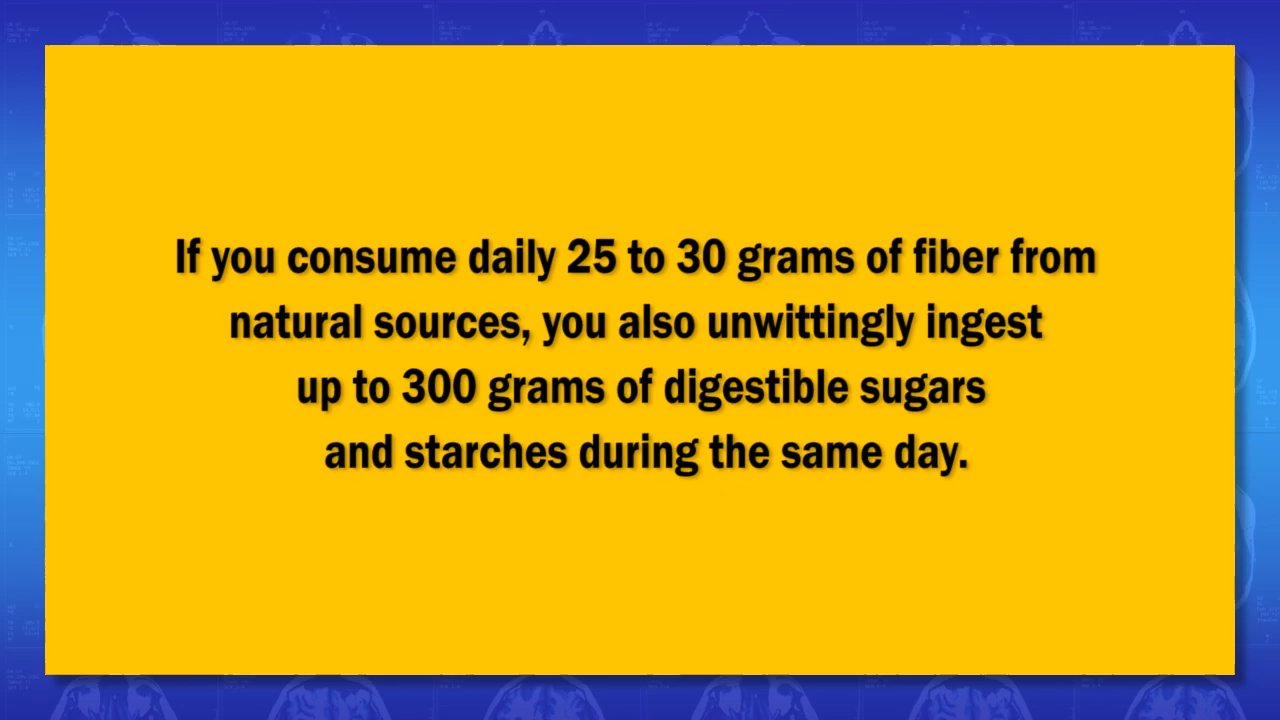 If you consume daily 25 to 30 grams of fiber from
natural sources, you also unwittingly ingest
up to 300 grams of digestible sugars
and starches during the same day.